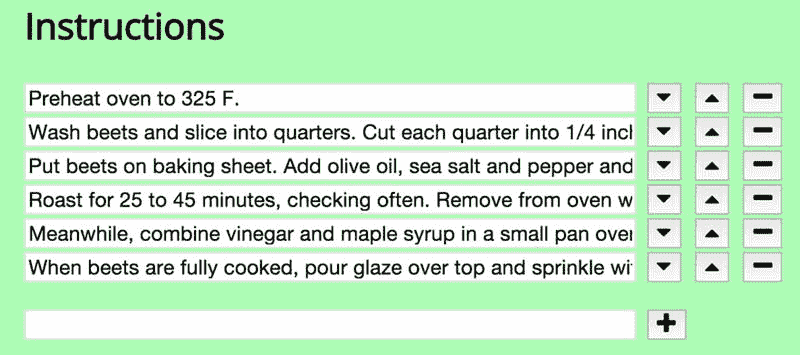 Instructions
Preheat oven to 325 F.
Wash beets and slice into quarters. Cut each quarter into 1/4
Put beets on baking sheet. Add olive oil, sea salt and pepper and
Roast for 25 to 45 minutes, checking often. Remove from oven w
Meanwhile, combine vinegar and maple syrup in a small pan over
When beets are fully cooked, pour glaze over top and sprinkle